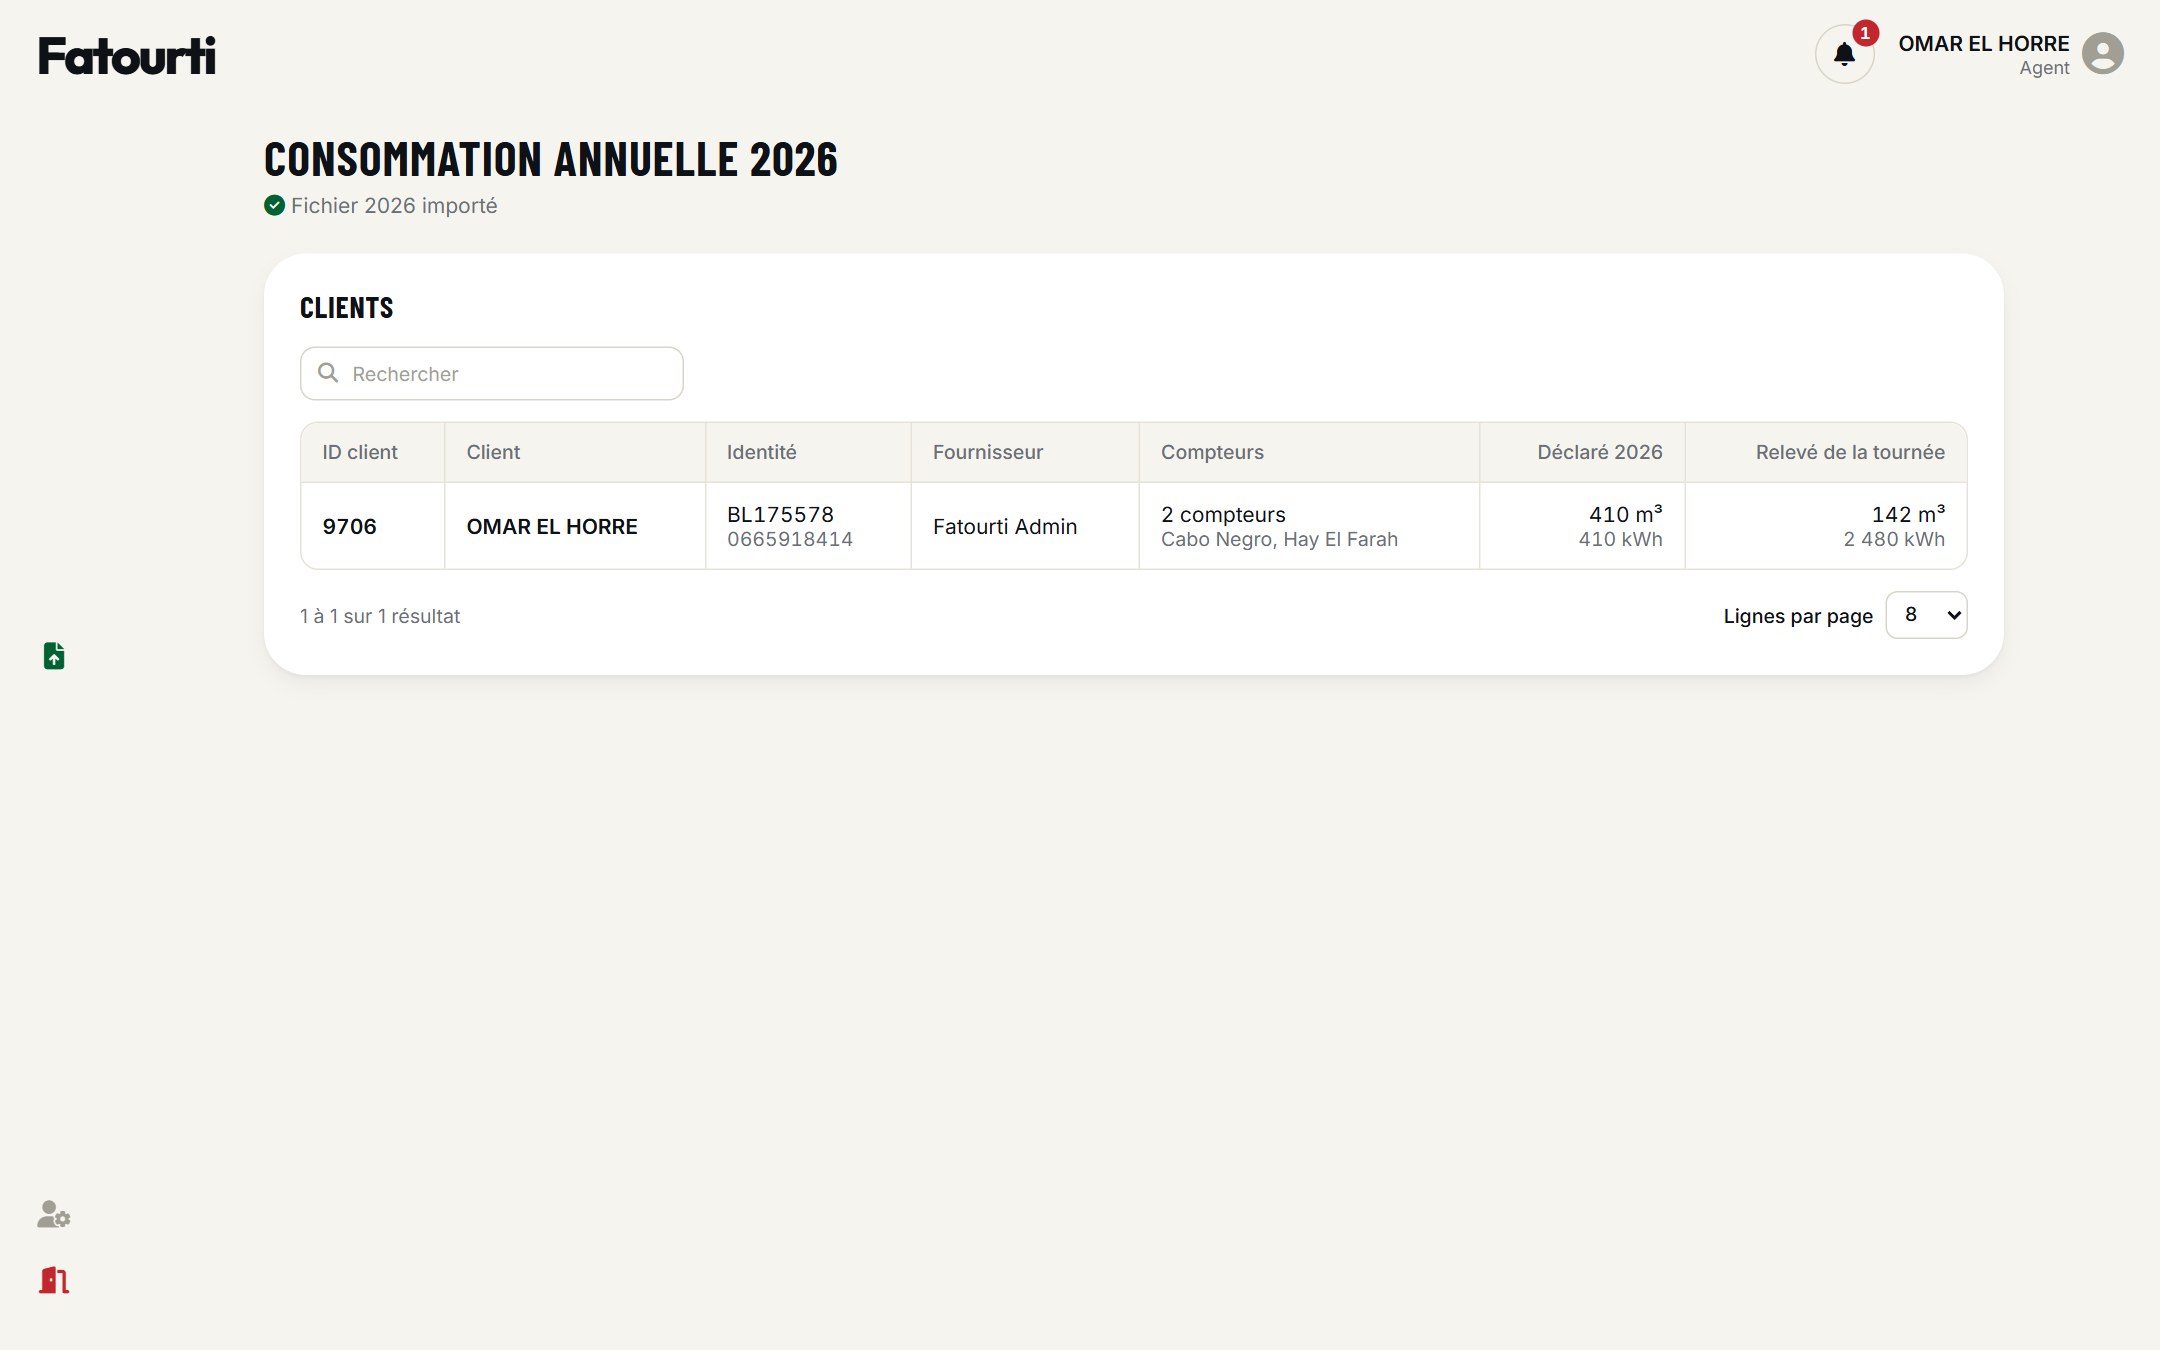 Fatourti
1
OMAR EL HORRE
Agent
CONSOMMATION ANNUELLE 2026
Fichier 2026 importé
CLIENTS
Rechercher
ID client Client Identité Fournisseur Compteurs Déclaré 2026 Relevé de la tournée
9706 OMAR EL HORRE BL175578 Fatourti Admin 2 compteurs 410 m³ 142 m³
0665918414 Cabo Negro, Hay El Farah 410 kWh 2 480 kWh
1 à 1 sur 1 résultat Lignes par page 8